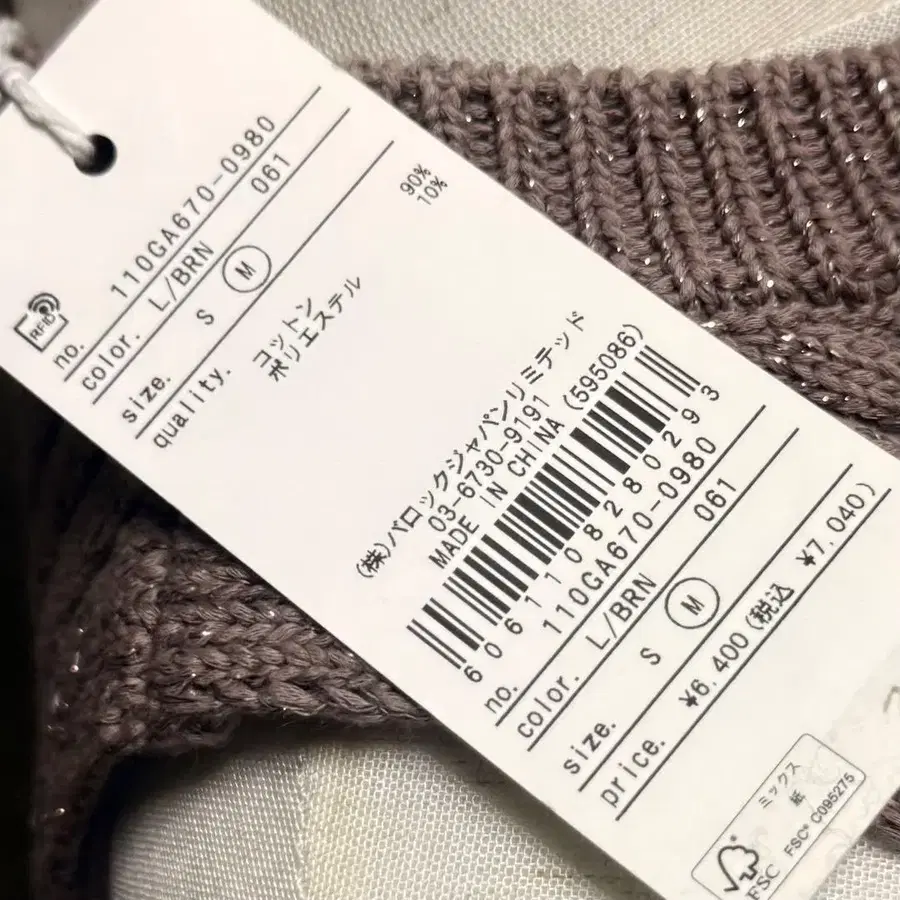 RFID
no. 110GA670-0980
color. L/BRN 061
size. S M
quality. コットン 90%
ポリエステル 10%
(株)バロックジャパンリミテッド
03-6730-9191
MADE IN CHINA (595086)
6061108280293
no. 110GA670-0980
color. L/BRN 061
size. S M
price. ¥6,400(税込 ¥7,040)
ミックス
紙
FSC
FSC® C095275